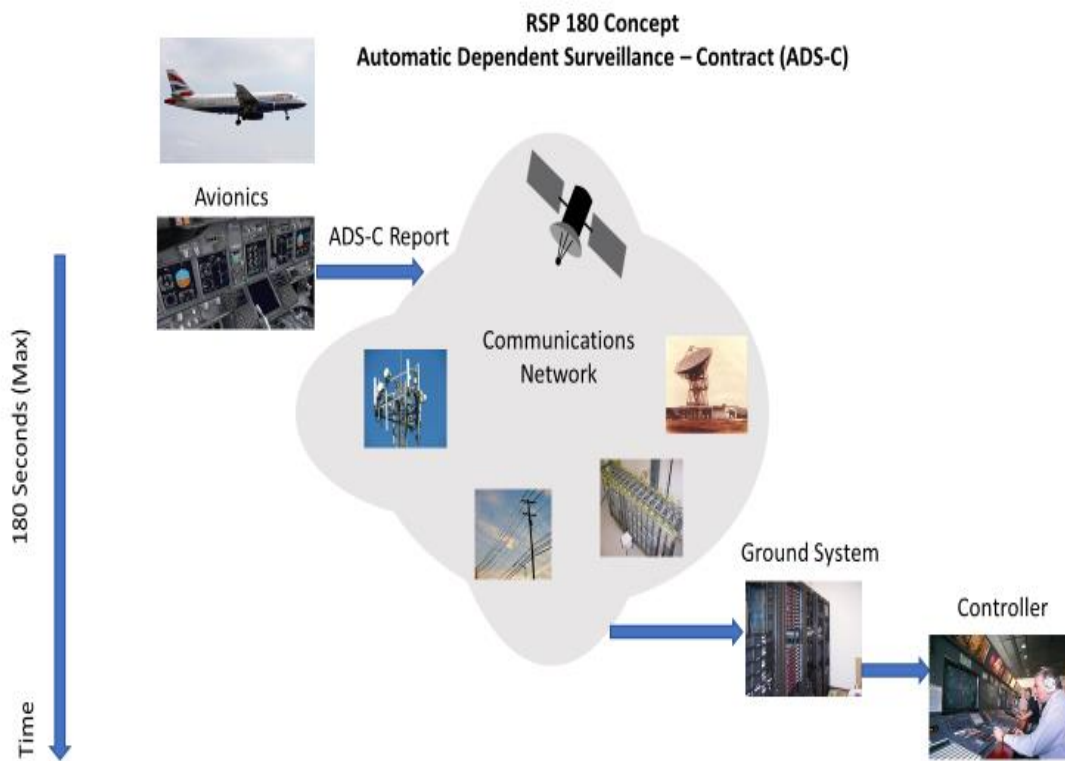 RSP 180 Concept
Automatic Dependent Surveillance – Contract (ADS-C)
Avionics
ADS-C Report
Communications
Network
Ground System
Controller
180 Seconds (Max)
Time